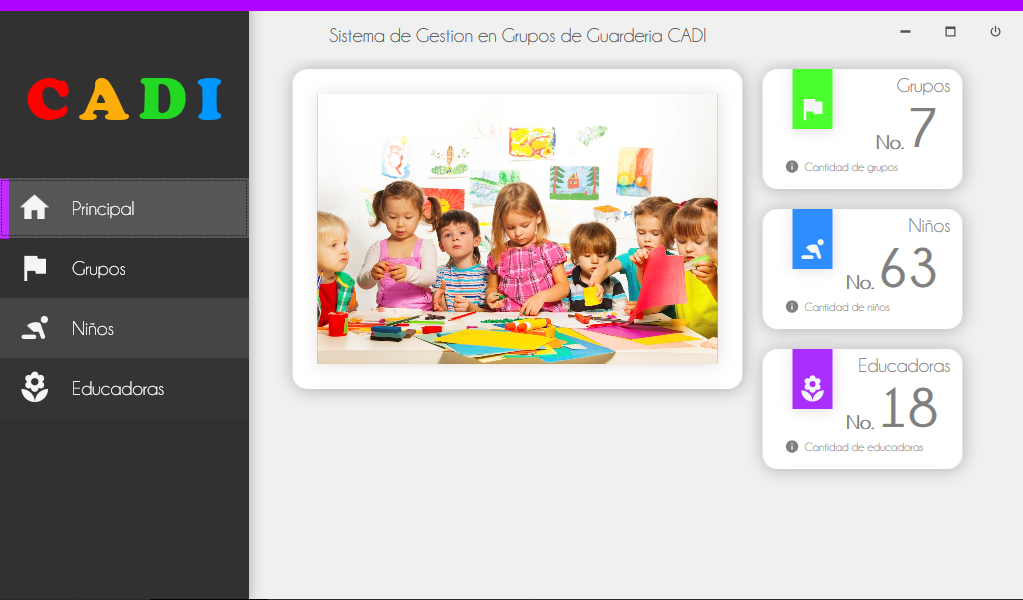 Sistema de Gestion en Grupos de Guarderia CADI
CADI
Principal
Grupos
Niños
Educadoras
Grupos
No. 7
Cantidad de grupos
Niños
No. 63
Cantidad de niños
Educadoras
No. 18
Cantidad de educadoras